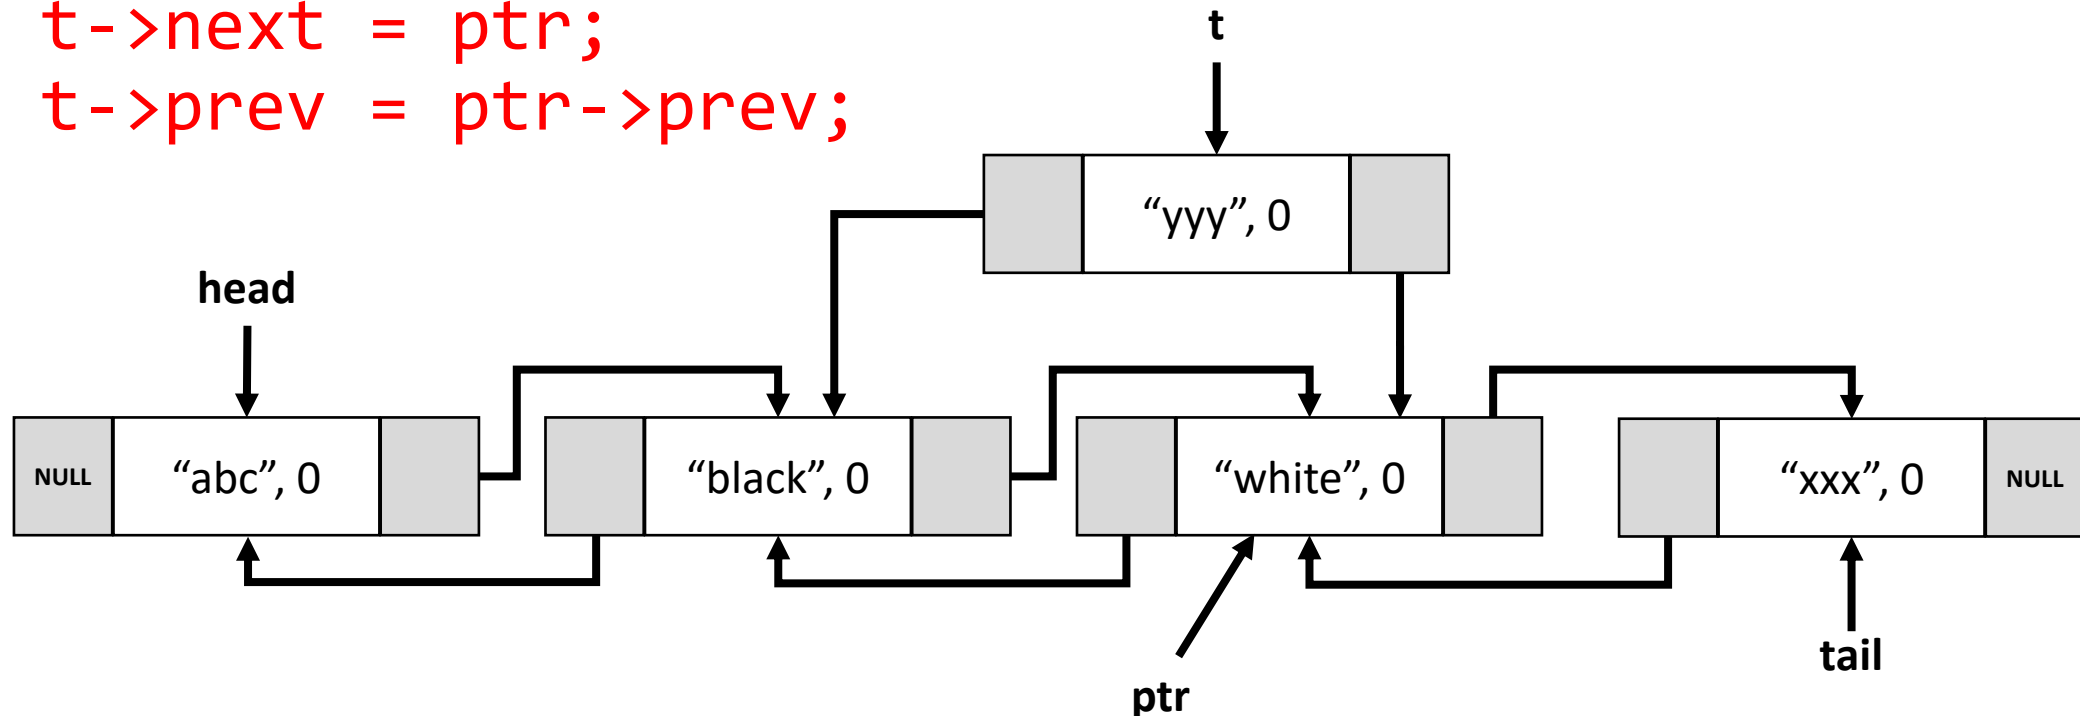 t->next = ptr;
t->prev = ptr->prev;
t
“yyy”, 0
head
NULL
“abc”, 0
“black”, 0
“white”, 0
“xxx”, 0
NULL
ptr
tail